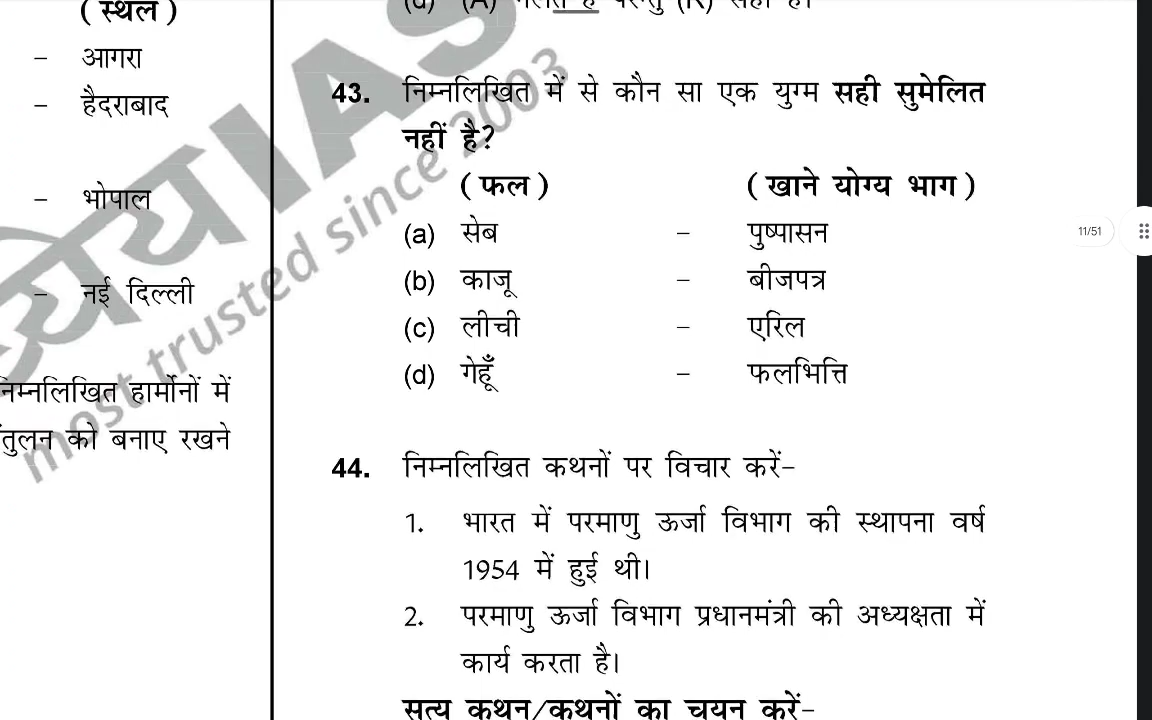 (स्थल)
– आगरा
– हैदराबाद
– भोपाल
– नई दिल्ली
निम्नलिखित हार्मोनों में
बनाए रखने
43. निम्नलिखित में से कौन सा एक युग्म सही सुमेलित
नहीं है?
(फल) (खाने योग्य भाग)
(a) सेब – पुष्पासन
(b) काजू – बीजपत्र
(c) लीची – एरिल
(d) गेहूँ – फलभित्ति
44. निम्नलिखित कथनों पर विचार करें–
1. भारत में परमाणु ऊर्जा विभाग की स्थापना वर्ष
1954 में हुई थी।
2. परमाणु ऊर्जा विभाग प्रधानमंत्री की अध्यक्षता में
कार्य करता है।
सत्य कथन/कथनों का चयन करें–
11/51
IAS
most trusted since 2003